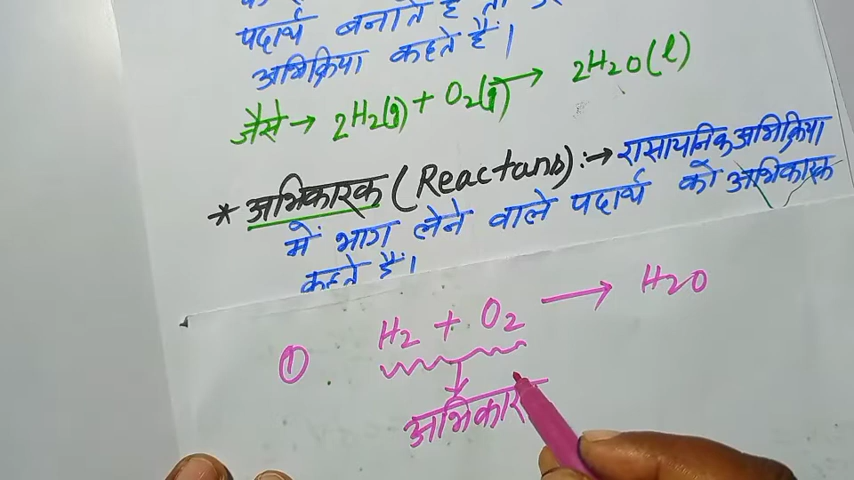 पदार्थ बनाते है तो
अभिक्रिया कहते हैं।
जैसे → 2H2(g) + O2(g) → 2H2O(l)
* अभिकारक (Reactans) :→ रासायनिक अभिक्रिया
में भाग लेने वाले पदार्थ को अभिकारक
कहते हैं।
① H2 + O2 → H2O
अभिकार